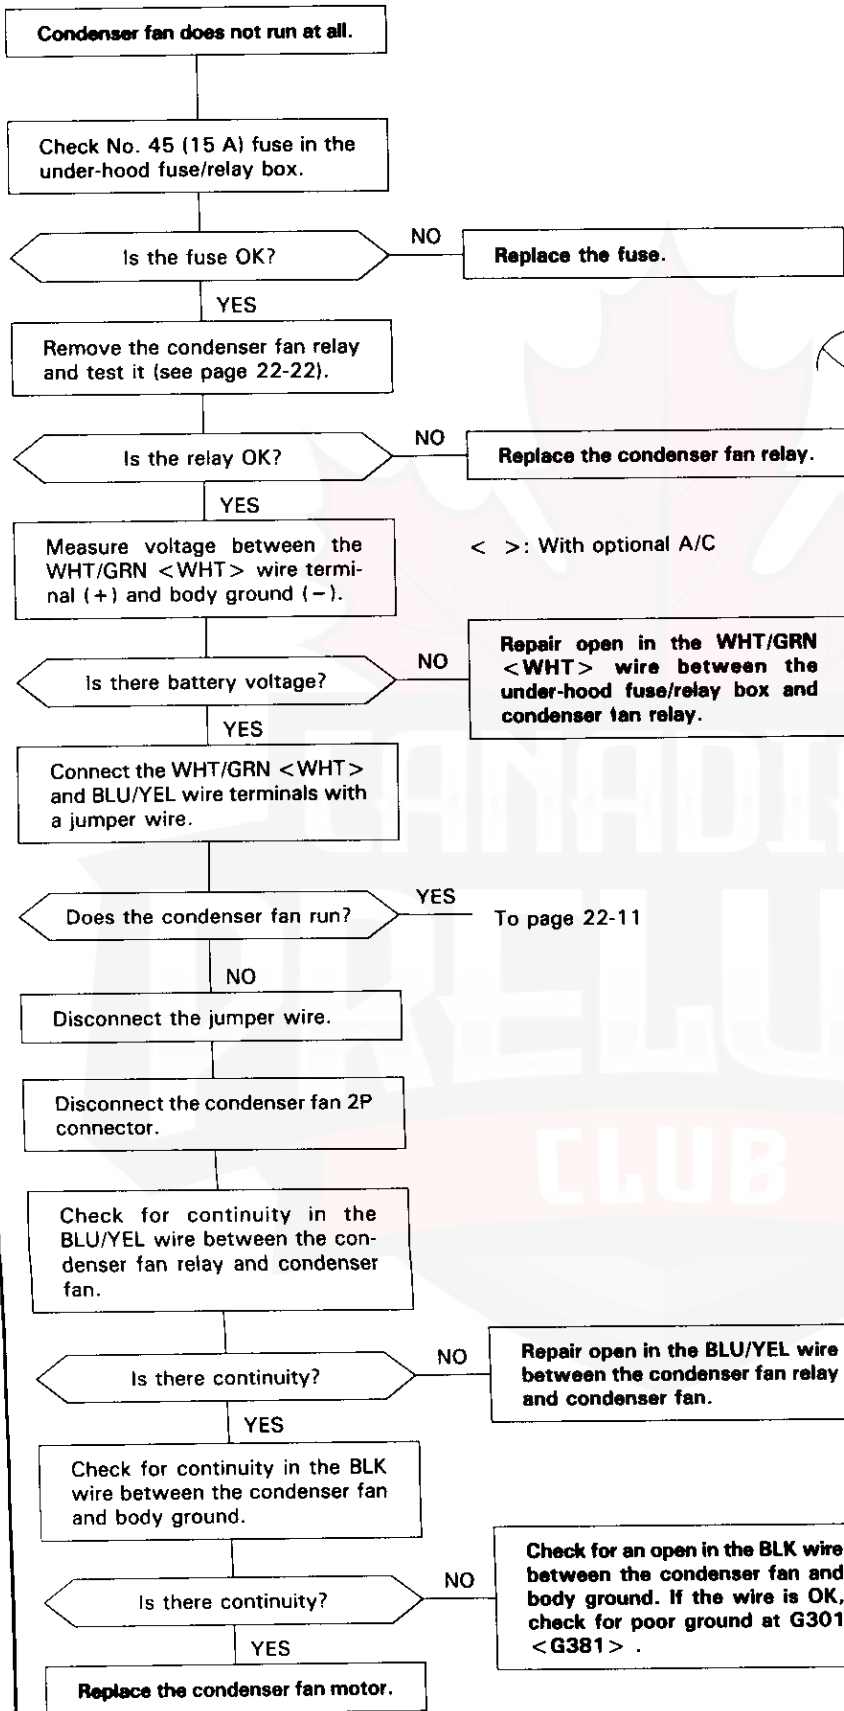 Condenser fan does not run at all.
Check No. 45 (15 A) fuse in the
under-hood fuse/relay box.
Is the fuse OK?
NO
Replace the fuse.
YES
Remove the condenser fan relay
and test it (see page 22-22).
Is the relay OK?
NO
Replace the condenser fan relay.
YES
Measure voltage between the
WHT/GRN <WHT> wire termi-
nal (+) and body ground (−).
< >: With optional A/C
Is there battery voltage?
NO
Repair open in the WHT/GRN
<WHT> wire between the
under-hood fuse/relay box and
condenser fan relay.
YES
Connect the WHT/GRN <WHT>
and BLU/YEL wire terminals with
a jumper wire.
Does the condenser fan run?
YES
To page 22-11
NO
Disconnect the jumper wire.
Disconnect the condenser fan 2P
connector.
Check for continuity in the
BLU/YEL wire between the con-
denser fan relay and condenser
fan.
Is there continuity?
NO
Repair open in the BLU/YEL wire
between the condenser fan relay
and condenser fan.
YES
Check for continuity in the BLK
wire between the condenser fan
and body ground.
Is there continuity?
NO
Check for an open in the BLK wire
between the condenser fan and
body ground. If the wire is OK,
check for poor ground at G301
<G381> .
YES
Replace the condenser fan motor.
CANADI
PRELU
CLUB